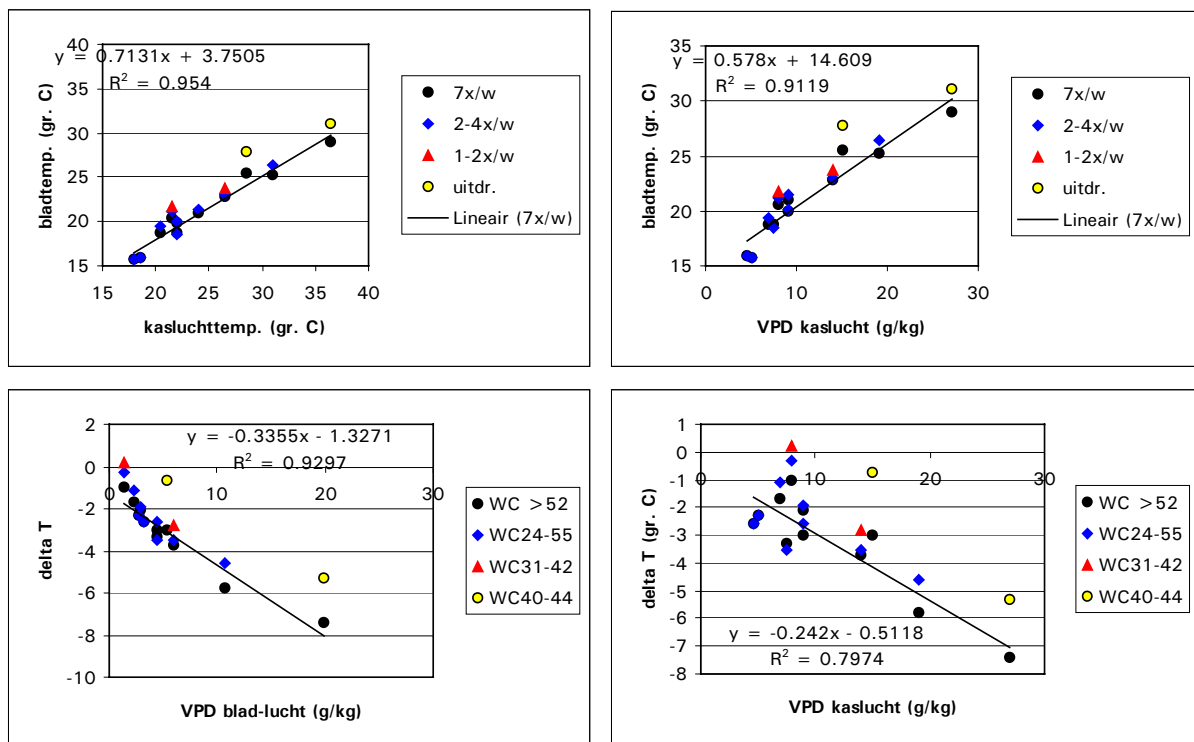 y = 0.7131x + 3.7505
R² = 0.954
40
35
30
25
20
15
15
20
25
30
35
40
bladtemp. (gr. C)
kasluchttemp. (gr. C)
7x/w
2-4x/w
1-2x/w
uitdr.
Lineair (7x/w)
y = 0.578x + 14.609
R² = 0.9119
35
30
25
20
15
0
10
20
30
bladtemp. (gr. C)
VPD kaslucht (g/kg)
7x/w
2-4x/w
1-2x/w
uitdr.
Lineair (7x/w)
y = -0.3355x - 1.3271
R² = 0.9297
2
0
-2
-4
-6
-8
-10
0
10
20
30
delta T
VPD blad-lucht (g/kg)
WC >52
WC24-55
WC31-42
WC40-44
1
0
-1
-2
-3
-4
-5
-6
-7
-8
0
10
20
30
delta T (gr. C)
y = -0.242x - 0.5118
R² = 0.7974
VPD kaslucht (g/kg)
WC >52
WC24-55
WC31-42
WC40-44